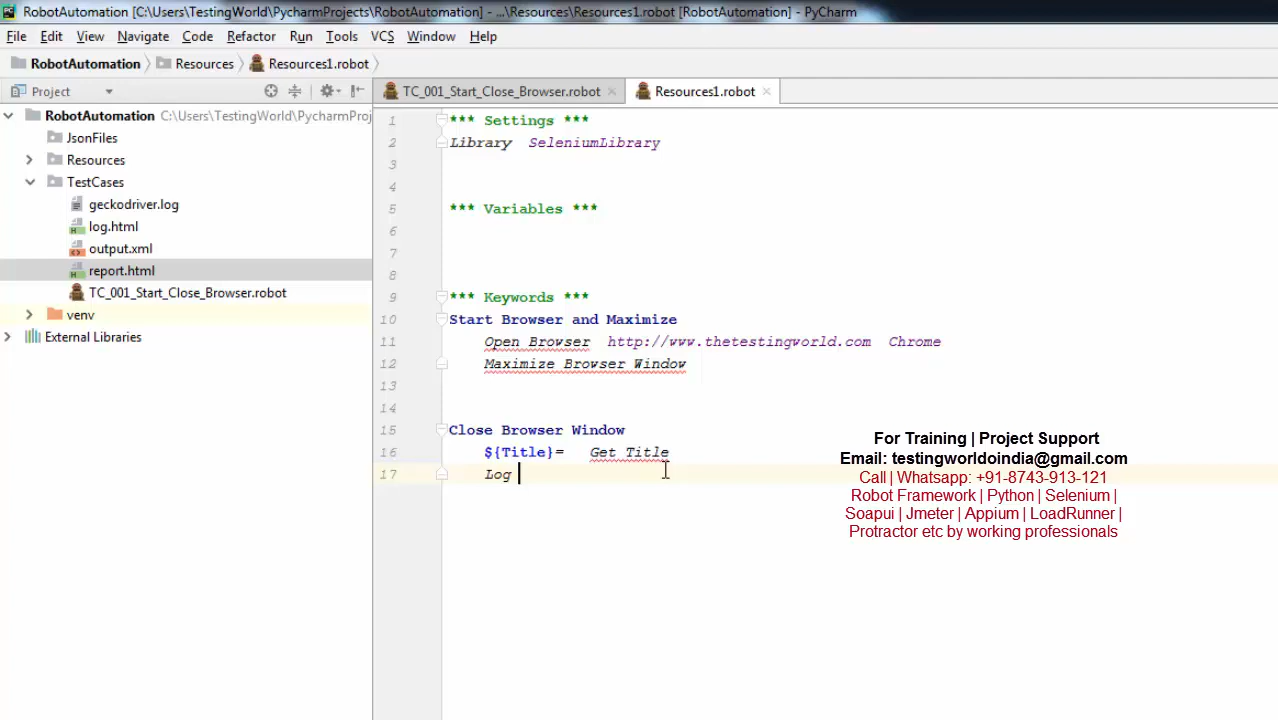 RobotAutomation [C:\Users\TestingWorld\PycharmProjects\RobotAutomation] - ...\Resources\Resources1.robot [RobotAutomation] - PyCharm
File Edit View Navigate Code Refactor Run Tools VCS Window Help
RobotAutomation Resources Resources1.robot
Project
TC_001_Start_Close_Browser.robot Resources1.robot
RobotAutomation C:\Users\TestingWorld\PycharmProj
JsonFiles
Resources
TestCases
geckodriver.log
log.html
output.xml
report.html
TC_001_Start_Close_Browser.robot
venv
External Libraries
1 *** Settings ***
2 Library SeleniumLibrary
3
4
5 *** Variables ***
6
7
8
9 *** Keywords ***
10 Start Browser and Maximize
11 Open Browser http://www.thetestingworld.com Chrome
12 Maximize Browser Window
13
14
15 Close Browser Window
16 ${Title}= Get Title
17 Log
For Training | Project Support
Email: testingworldoindia@gmail.com
Call | Whatsapp: +91-8743-913-121
Robot Framework | Python | Selenium |
Soapui | Jmeter | Appium | LoadRunner |
Protractor etc by working professionals